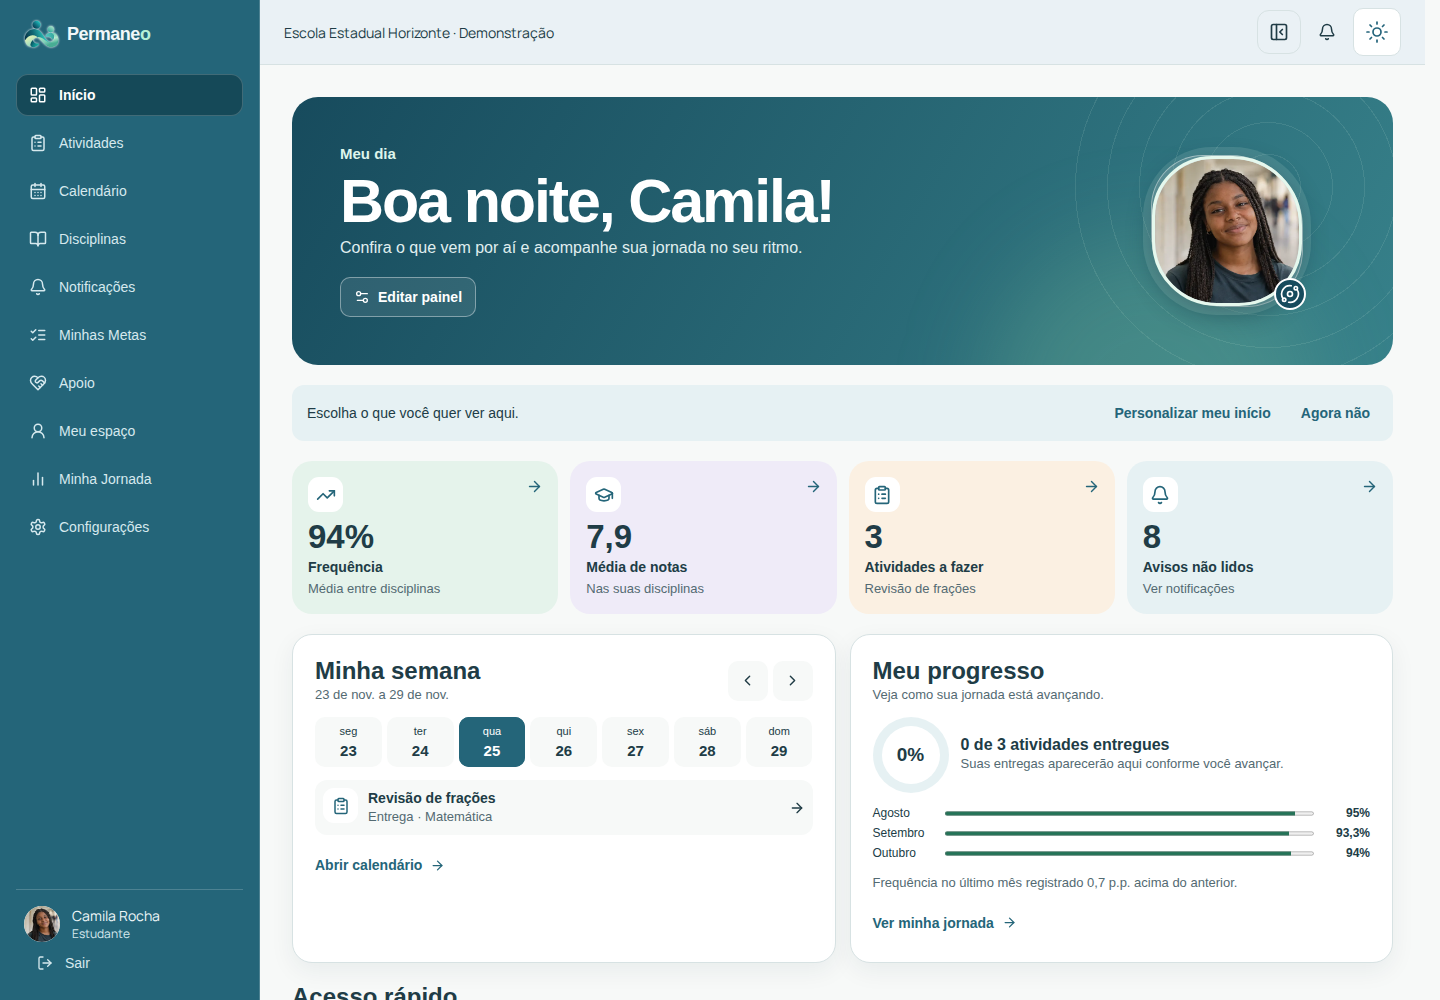 Permaneo
Início
Atividades
Calendário
Disciplinas
Notificações
Minhas Metas
Apoio
Meu espaço
Minha Jornada
Configurações
Camila Rocha
Estudante
Sair
Escola Estadual Horizonte · Demonstração
Meu dia
Boa noite, Camila!
Confira o que vem por aí e acompanhe sua jornada no seu ritmo.
Editar painel
Escolha o que você quer ver aqui.
Personalizar meu início
Agora não
94%
Frequência
Média entre disciplinas
7,9
Média de notas
Nas suas disciplinas
3
Atividades a fazer
Revisão de frações
8
Avisos não lidos
Ver notificações
Minha semana
23 de nov. a 29 de nov.
seg ter qua qui sex sáb dom
23 24 25 26 27 28 29
Revisão de frações
Entrega · Matemática
Abrir calendário
Meu progresso
Veja como sua jornada está avançando.
0%
0 de 3 atividades entregues
Suas entregas aparecerão aqui conforme você avançar.
Agosto 95%
Setembro 93,3%
Outubro 94%
Frequência no último mês registrado 0,7 p.p. acima do anterior.
Ver minha jornada
Acesso rápido